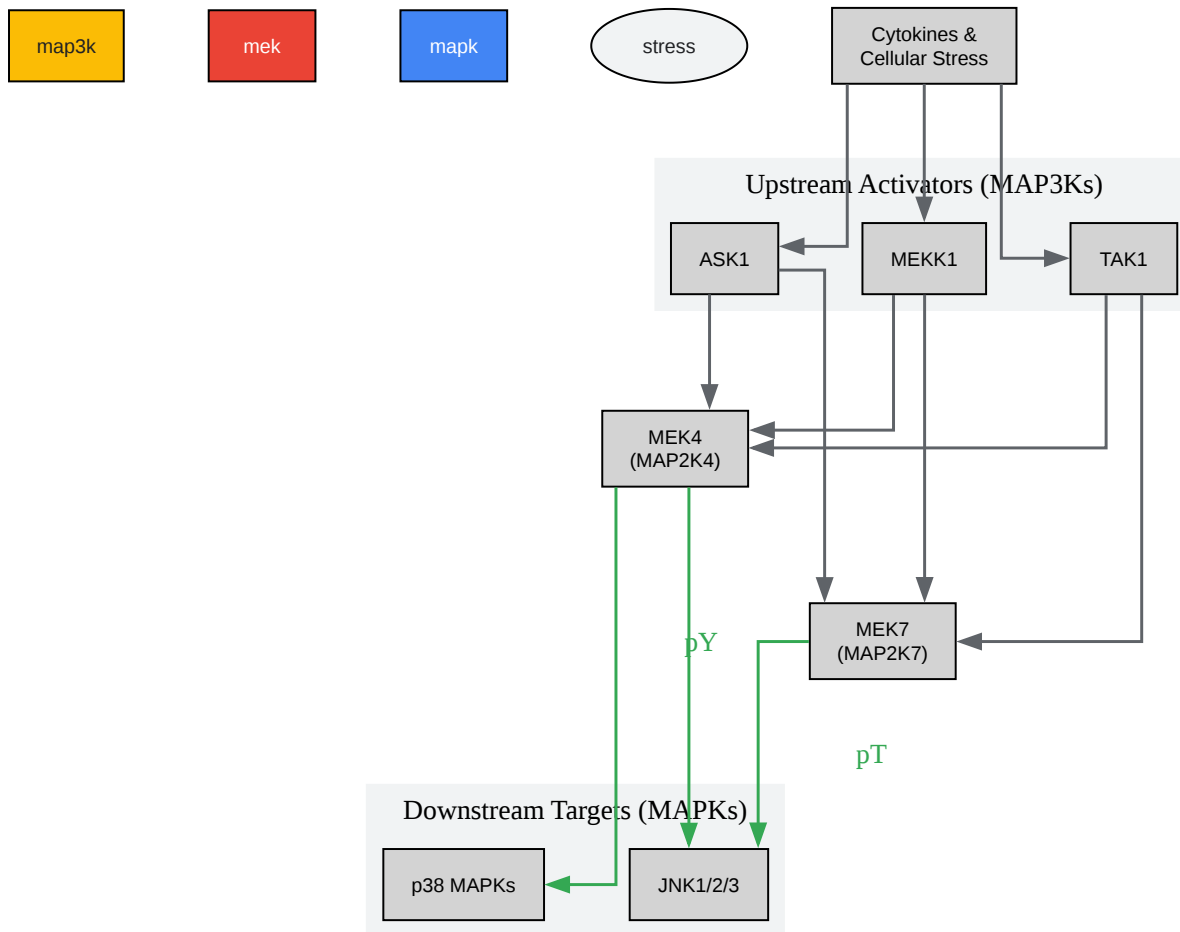 map3k
mek
mapk
stress
Cytokines &
Cellular Stress
Upstream Activators (MAP3Ks)
ASK1
MEKK1
TAK1
MEK4
(MAP2K4)
MEK7
(MAP2K7)
pY
pT
Downstream Targets (MAPKs)
p38 MAPKs
JNK1/2/3